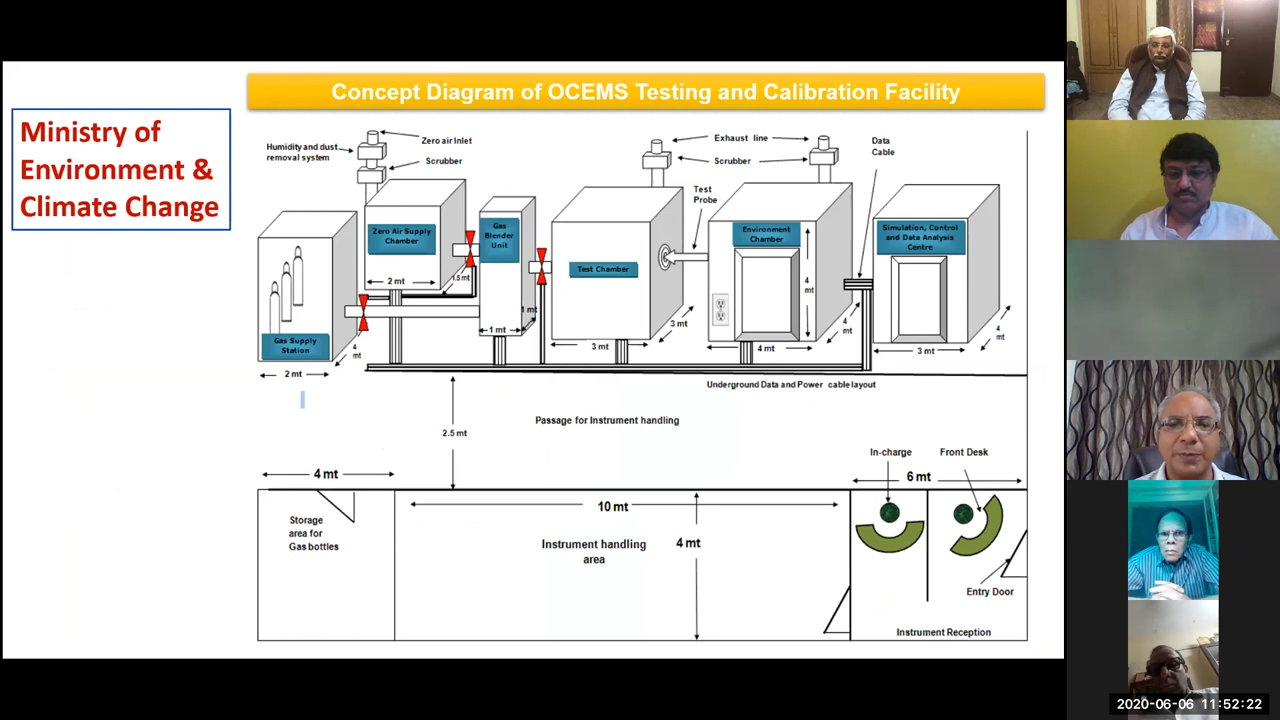 Concept Diagram of OCEMS Testing and Calibration Facility
Ministry of
Environment &
Climate Change
Zero air Inlet
Humidity and dust
removal system
Scrubber
Exhaust line
Scrubber
Data
Cable
Test
Probe
Zero Air Supply
Chamber
Gas
Blender
Unit
Environment
Chamber
Simulation, Control
and Data Analysis
Centre
Test Chamber
2 mt
1.5 mt
4
mt
1 mt
1 mt
3 mt
3 mt
4 mt
4
mt
4
mt
3 mt
Gas Supply
Station
4
mt
2 mt
Underground Data and Power cable layout
Passage for Instrument handling
2.5 mt
In-charge
Front Desk
4 mt
6 mt
10 mt
Storage
area for
Gas bottles
Instrument handling
area
4 mt
Entry Door
Instrument Reception
2020-06-06 11:52:22